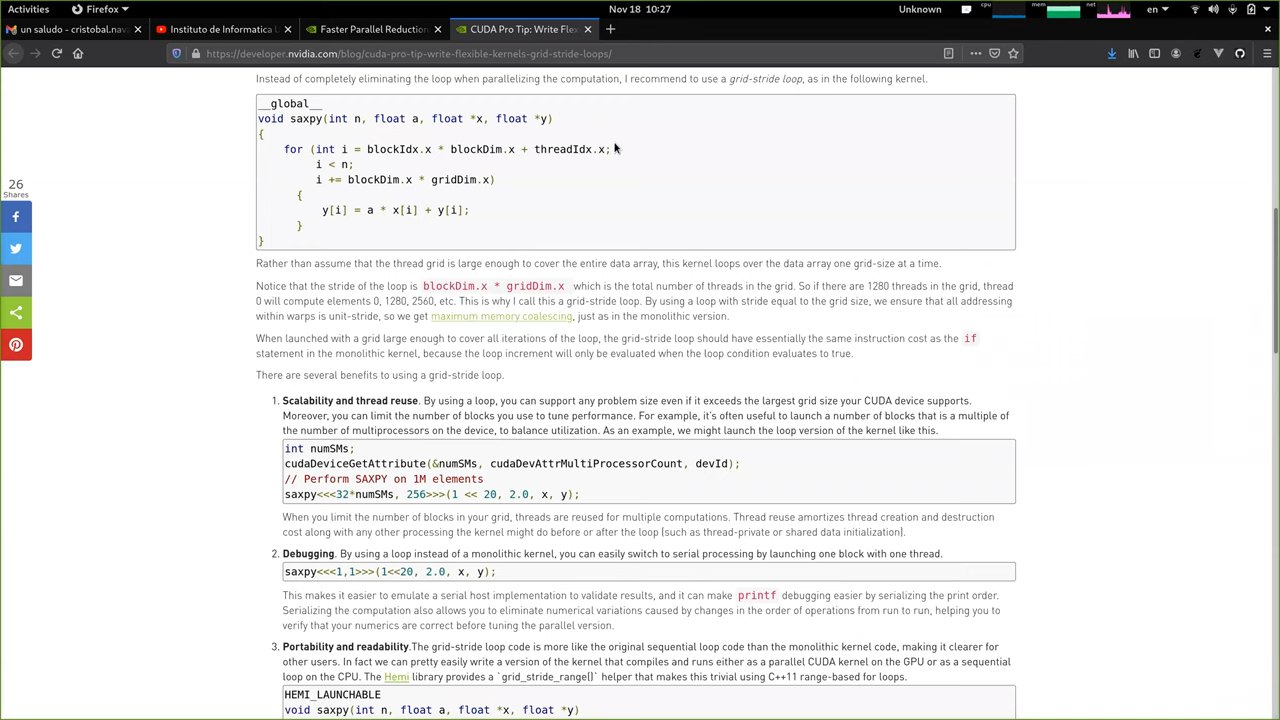 Activities
Firefox
Nov 18 10:27
Unknown
cpu
mem
net
en
un saludo - cristobal.nava
Instituto de Informatica U
Faster Parallel Reduction
CUDA Pro Tip: Write Flex
https://developer.nvidia.com/blog/cuda-pro-tip-write-flexible-kernels-grid-stride-loops/
Instead of completely eliminating the loop when parallelizing the computation, I recommend to use a grid-stride loop, as in the following kernel.
__global__
void saxpy(int n, float a, float *x, float *y)
{
for (int i = blockIdx.x * blockDim.x + threadIdx.x;
i < n;
i += blockDim.x * gridDim.x)
{
y[i] = a * x[i] + y[i];
}
}
26
Shares
Rather than assume that the thread grid is large enough to cover the entire data array, this kernel loops over the data array one grid-size at a time.
Notice that the stride of the loop is blockDim.x * gridDim.x which is the total number of threads in the grid. So if there are 1280 threads in the grid, thread
0 will compute elements 0, 1280, 2560, etc. This is why I call this a grid-stride loop. By using a loop with stride equal to the grid size, we ensure that all addressing
within warps is unit-stride, so we get maximum memory coalescing, just as in the monolithic version.
When launched with a grid large enough to cover all iterations of the loop, the grid-stride loop should have essentially the same instruction cost as the if
statement in the monolithic kernel, because the loop increment will only be evaluated when the loop condition evaluates to true.
There are several benefits to using a grid-stride loop.
1. Scalability and thread reuse. By using a loop, you can support any problem size even if it exceeds the largest grid size your CUDA device supports.
Moreover, you can limit the number of blocks you use to tune performance. For example, it's often useful to launch a number of blocks that is a multiple of
the number of multiprocessors on the device, to balance utilization. As an example, we might launch the loop version of the kernel like this.
int numSMs;
cudaDeviceGetAttribute(&numSMs, cudaDevAttrMultiProcessorCount, devId);
// Perform SAXPY on 1M elements
saxpy<<<32*numSMs, 256>>>(1 << 20, 2.0, x, y);
When you limit the number of blocks in your grid, threads are reused for multiple computations. Thread reuse amortizes thread creation and destruction
cost along with any other processing the kernel might do before or after the loop (such as thread-private or shared data initialization).
2. Debugging. By using a loop instead of a monolithic kernel, you can easily switch to serial processing by launching one block with one thread.
saxpy<<<1,1>>>(1<<20, 2.0, x, y);
This makes it easier to emulate a serial host implementation to validate results, and it can make printf debugging easier by serializing the print order.
Serializing the computation also allows you to eliminate numerical variations caused by changes in the order of operations from run to run, helping you to
verify that your numerics are correct before tuning the parallel version.
3. Portability and readability.The grid-stride loop code is more like the original sequential loop code than the monolithic kernel code, making it clearer for
other users. In fact we can pretty easily write a version of the kernel that compiles and runs either as a parallel CUDA kernel on the GPU or as a sequential
loop on the CPU. The Hemi library provides a `grid_stride_range()` helper that makes this trivial using C++11 range-based for loops.
HEMI_LAUNCHABLE
void saxpy(int n, float a, float *x, float *y)